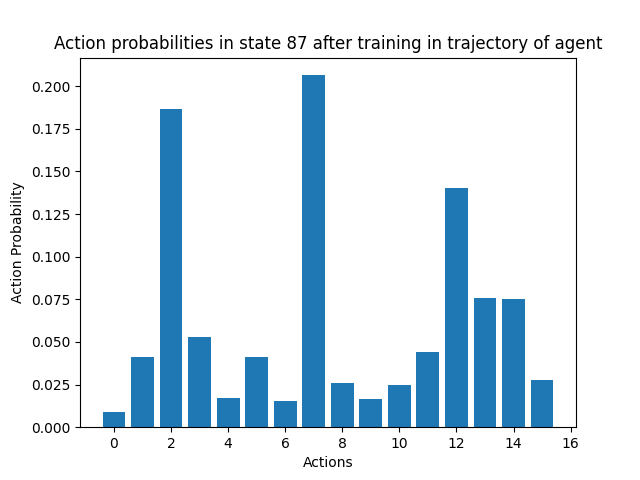 Action probabilities in state 87 after training in trajectory of agent
0.200
0.175
0.150
0.125
0.100
0.075
0.050
0.025
0.000
Action Probability
0 2 4 6 8 10 12 14 16
Actions